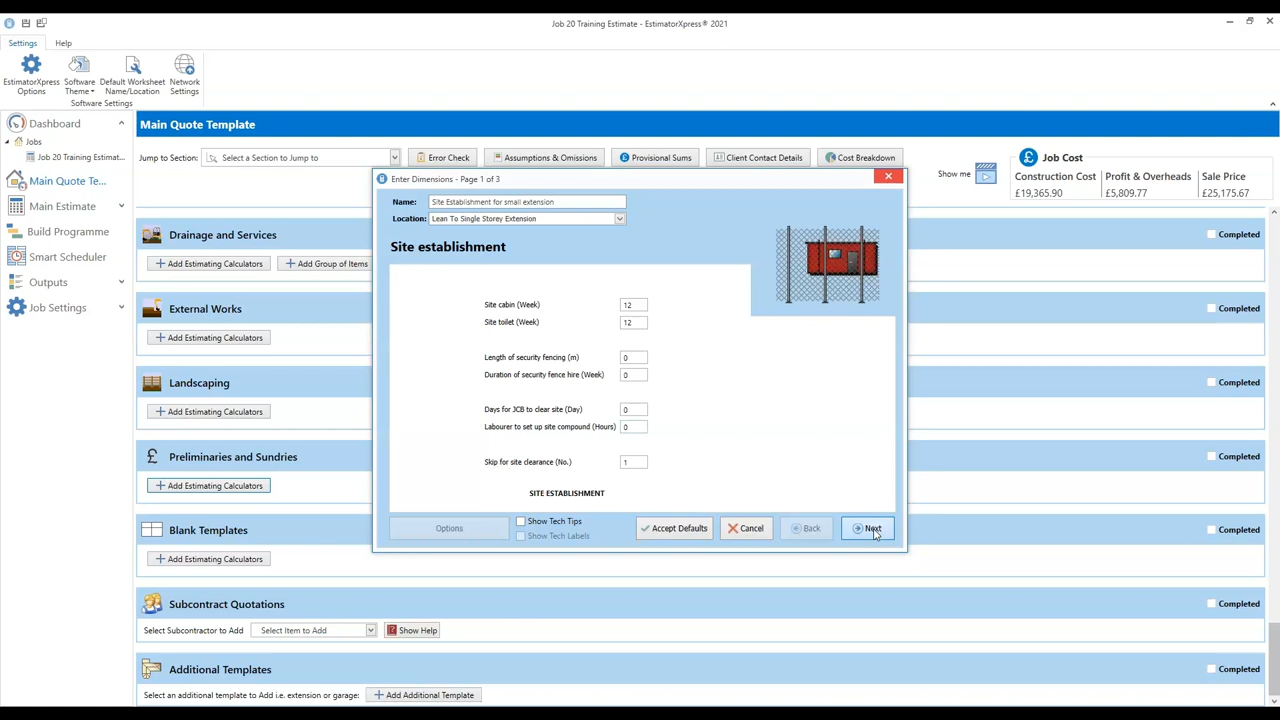 Job 20 Training Estimate - EstimatorXpress® 2021
Settings
Help
EstimatorXpress Options
Software Theme
Default Worksheet Name/Location
Network Settings
Software Settings
Dashboard
Jobs
Job 20 Training Estimat...
Main Quote Te...
Main Estimate
Build Programme
Smart Scheduler
Outputs
Job Settings
Main Quote Template
Jump to Section:
Select a Section to Jump to
Error Check
Assumptions & Omissions
Provisional Sums
Client Contact Details
Cost Breakdown
Show me
Job Cost
Construction Cost
Profit & Overheads
Sale Price
£19,365.90
£5,809.77
£25,175.67
Drainage and Services
Completed
Add Estimating Calculators
Add Group of Items
External Works
Completed
Add Estimating Calculators
Landscaping
Completed
Add Estimating Calculators
Preliminaries and Sundries
Completed
Add Estimating Calculators
Blank Templates
Completed
Add Estimating Calculators
Subcontract Quotations
Completed
Select Subcontractor to Add
Select Item to Add
Show Help
Additional Templates
Completed
Select an additional template to Add i.e. extension or garage:
Add Additional Template
Enter Dimensions - Page 1 of 3
Name:
Site Establishment for small extension
Location:
Lean To Single Storey Extension
Site establishment
Site cabin (Week)
12
Site toilet (Week)
12
Length of security fencing (m)
0
Duration of security fence hire (Week)
0
Days for JCB to clear site (Day)
0
Labourer to set up site compound (Hours)
0
Skip for site clearance (No.)
1
SITE ESTABLISHMENT
Options
Show Tech Tips
Show Tech Labels
Accept Defaults
Cancel
Back
Next